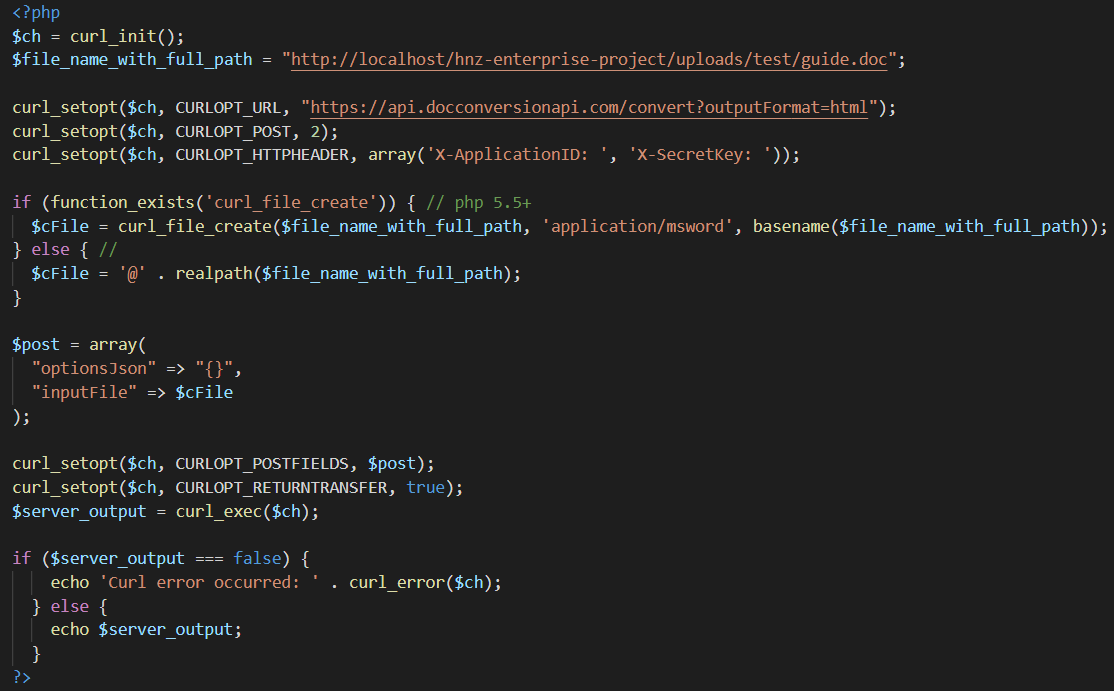 <?php
$ch = curl_init();
$file_name_with_full_path = "http://localhost/hnz-enterprise-project/uploads/test/guide.doc";
curl_setopt($ch, CURLOPT_URL, "https://api.docconversionapi.com/convert?outputFormat=html");
curl_setopt($ch, CURLOPT_POST, 2);
curl_setopt($ch, CURLOPT_HTTPHEADER, array('X-ApplicationID: ', 'X-SecretKey: '));
if (function_exists('curl_file_create')) { // php 5.5+
$cFile = curl_file_create($file_name_with_full_path, 'application/msword', basename($file_name_with_full_path));
} else { //
$cFile = '@' . realpath($file_name_with_full_path);
}
$post = array(
"optionsJson" => "{}",
"inputFile" => $cFile
);
curl_setopt($ch, CURLOPT_POSTFIELDS, $post);
curl_setopt($ch, CURLOPT_RETURNTRANSFER, true);
$server_output = curl_exec($ch);
if ($server_output === false) {
echo 'Curl error occurred: ' . curl_error($ch);
} else {
echo $server_output;
}
?>